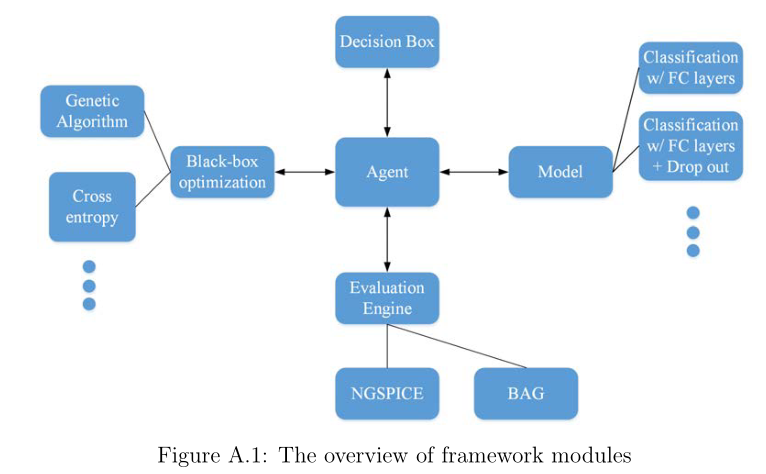 Decision Box
Classification
w/ FC layers
Genetic
Algorithm
Classification
w/ FC layers
+ Drop out
Black-box
optimization
Agent
Model
Cross
entropy
Evaluation
Engine
NGSPICE
BAG
Figure A.1: The overview of framework modules